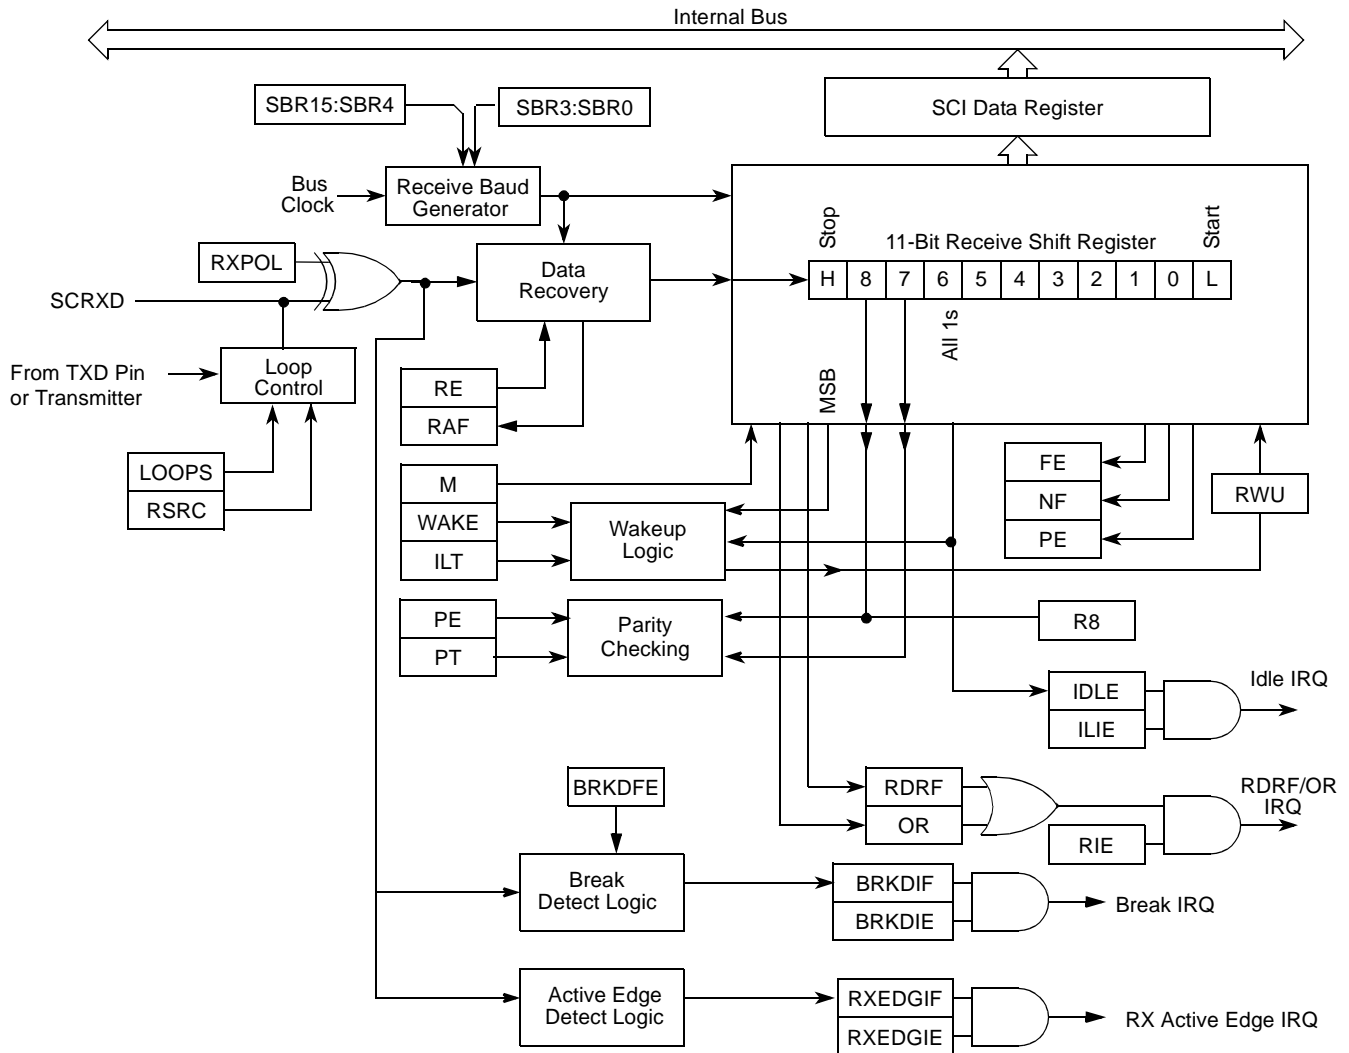 Internal Bus
SBR15:SBR4
SBR3:SBR0
SCI Data Register
Bus
Clock
Receive Baud
Generator
Stop
11-Bit Receive Shift Register
Start
RXPOL
Data
Recovery
H 8 7 6 5 4 3 2 1 0 L
SCRXD
All 1s
MSB
From TXD Pin
or Transmitter
Loop
Control
RE
RAF
LOOPS
RSRC
M
WAKE
ILT
Wakeup
Logic
FE
NF
PE
RWU
PE
PT
Parity
Checking
R8
IDLE
ILIE
Idle IRQ
BRKDFE
RDRF
OR
RIE
RDRF/OR
IRQ
Break
Detect Logic
BRKDIF
BRKDIE
Break IRQ
Active Edge
Detect Logic
RXEDGIF
RXEDGIE
RX Active Edge IRQ